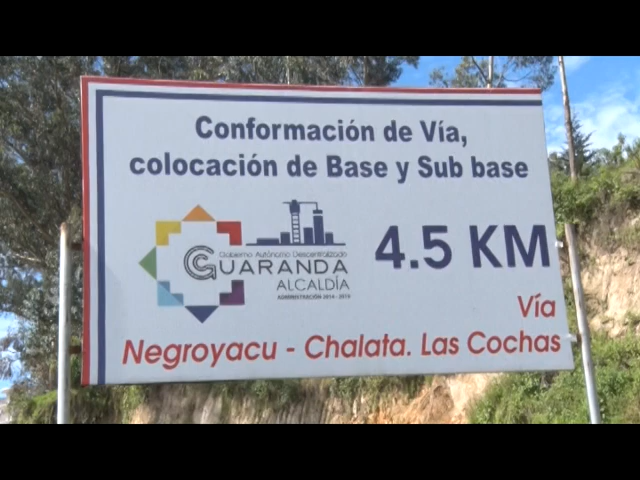 Conformación de Vía,
colocación de Base y Sub base
Gobierno Autónomo Descentralizado
GUARANDA
ALCALDÍA
ADMINISTRACIÓN 2014 - 2019
4.5 KM
Vía
Negroyacu - Chalata. Las Cochas